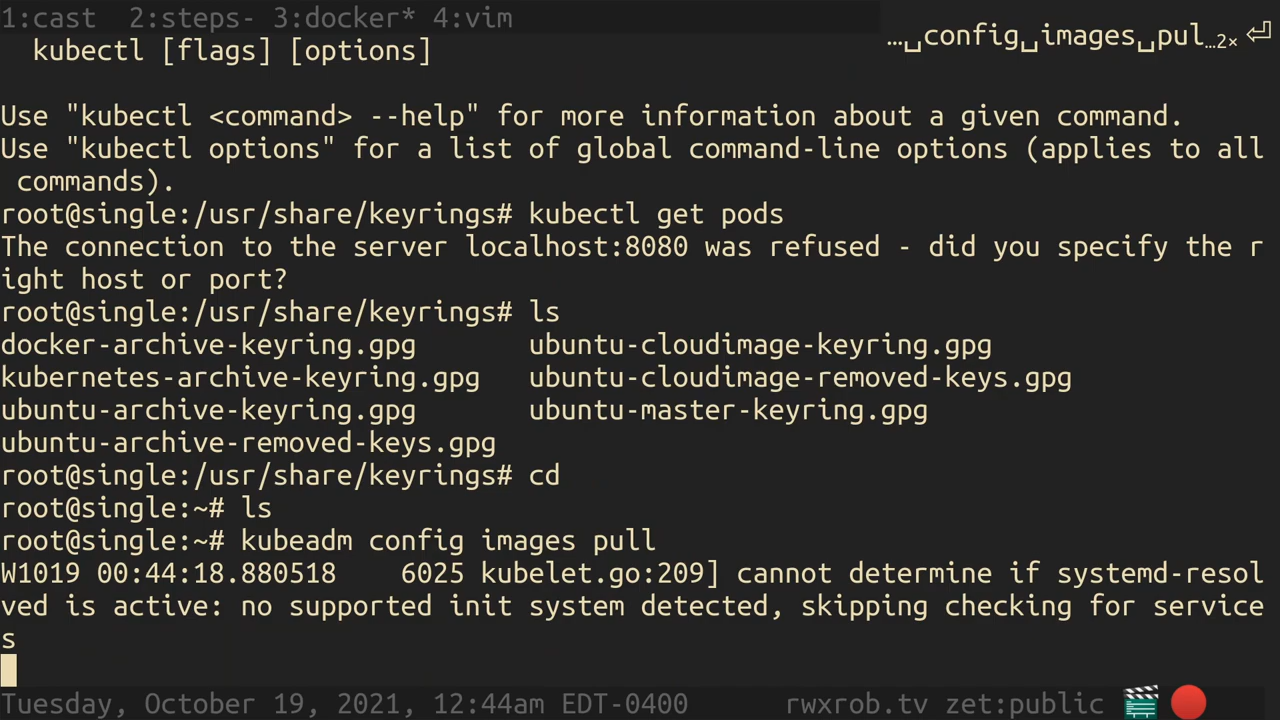 1:cast  2:steps- 3:docker* 4:vim
…␣config␣images␣pul…2× ⏎
  kubectl [flags] [options]
Use "kubectl <command> --help" for more information about a given command.
Use "kubectl options" for a list of global command-line options (applies to all
 commands).
root@single:/usr/share/keyrings# kubectl get pods
The connection to the server localhost:8080 was refused - did you specify the r
ight host or port?
root@single:/usr/share/keyrings# ls
docker-archive-keyring.gpg       ubuntu-cloudimage-keyring.gpg
kubernetes-archive-keyring.gpg   ubuntu-cloudimage-removed-keys.gpg
ubuntu-archive-keyring.gpg       ubuntu-master-keyring.gpg
ubuntu-archive-removed-keys.gpg
root@single:/usr/share/keyrings# cd
root@single:~# ls
root@single:~# kubeadm config images pull
W1019 00:44:18.880518    6025 kubelet.go:209] cannot determine if systemd-resol
ved is active: no supported init system detected, skipping checking for service
s
Tuesday, October 19, 2021, 12:44am EDT-0400      rwxrob.tv zet:public 🎬 🔴